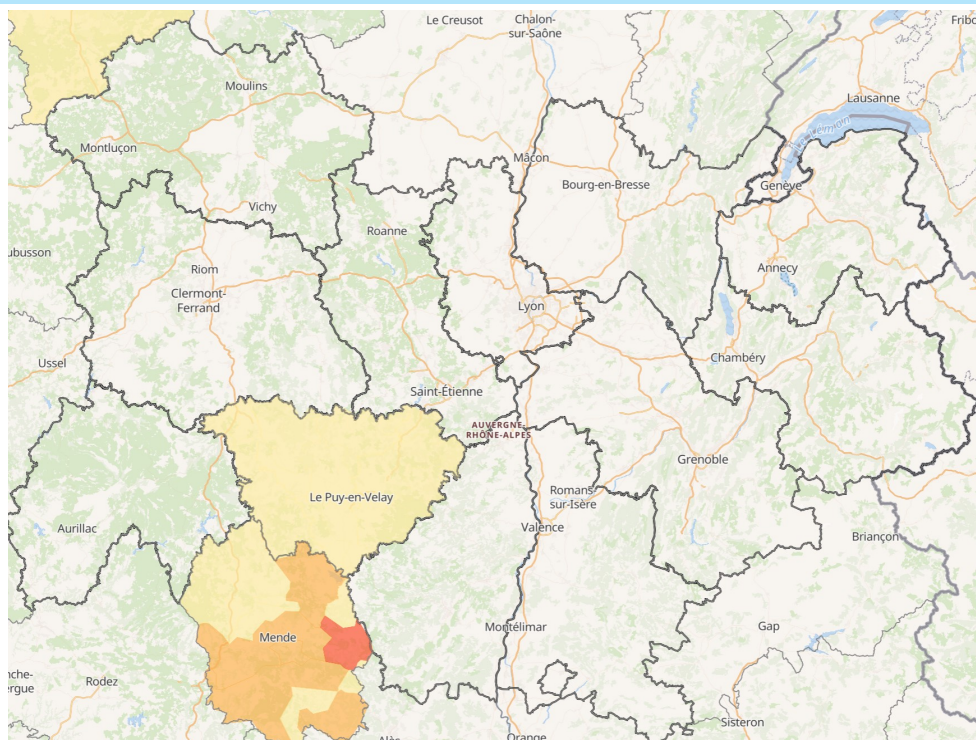 Le Creusot
Chalon-
sur-Saône
Fribo
Moulins
Lausanne
Montluçon
Mâcon
Bourg-en-Bresse
Genève
Vichy
Roanne
ubusson
Riom
Annecy
Clermont-
Ferrand
Lyon
Ussel
Chambéry
Saint-Étienne
AUVERGNE-
RHÔNE-ALPES
Grenoble
Le Puy-en-Velay
Romans-
sur-Isère
Aurillac
Valence
Briançon
Mende
Montélimar
Gap
nche-
ergue
Rodez
Sisteron
Alès
Orange